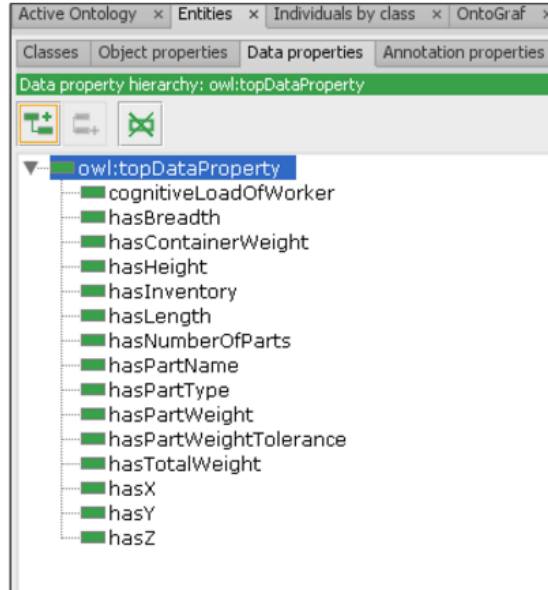 Active Ontology × Entities × Individuals by class × OntoGraf ×
Classes Object properties Data properties Annotation properties
Data property hierarchy: owl:topDataProperty
owl:topDataProperty
cognitiveLoadOfWorker
hasBreadth
hasContainerWeight
hasHeight
hasInventory
hasLength
hasNumberOfParts
hasPartName
hasPartType
hasPartWeight
hasPartWeightTolerance
hasTotalWeight
hasX
hasY
hasZ